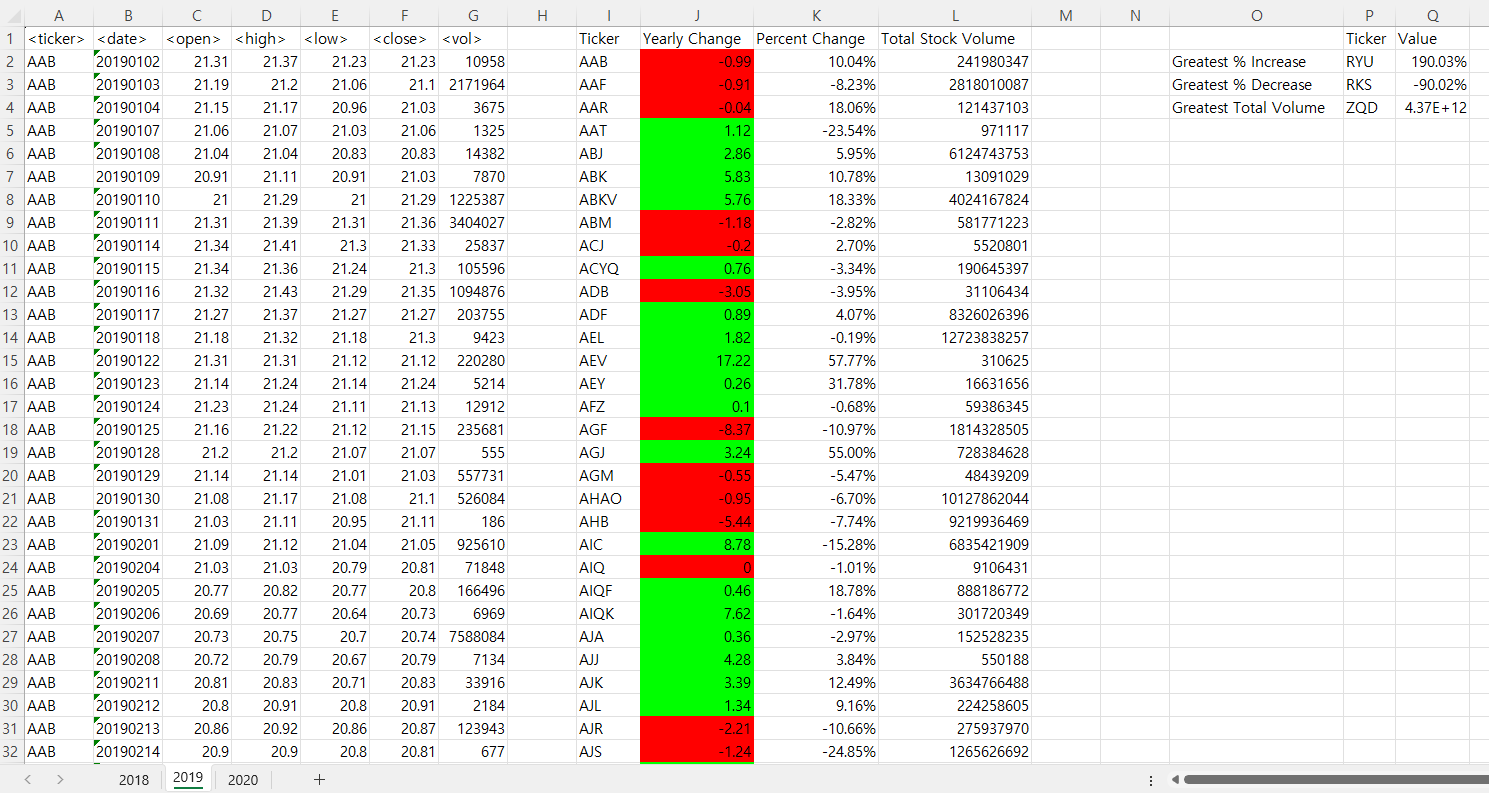 A B C D E F G H I J K L M N O P Q
1 <ticker> <date> <open> <high> <low> <close> <vol> Ticker Yearly Change Percent Change Total Stock Volume Ticker Value
2 AAB 20190102 21.31 21.37 21.23 21.23 10958 AAB -0.99 10.04% 241980347 Greatest % Increase RYU 190.03%
3 AAB 20190103 21.19 21.2 21.06 21.1 2171964 AAF -0.91 -8.23% 2818010087 Greatest % Decrease RKS -90.02%
4 AAB 20190104 21.15 21.17 20.96 21.03 3675 AAR -0.04 18.06% 121437103 Greatest Total Volume ZQD 4.37E+12
5 AAB 20190107 21.06 21.07 21.03 21.06 1325 AAT 1.12 -23.54% 971117
6 AAB 20190108 21.04 21.04 20.83 20.83 14382 ABJ 2.86 5.95% 6124743753
7 AAB 20190109 20.91 21.11 20.91 21.03 7870 ABK 5.83 10.78% 13091029
8 AAB 20190110 21 21.29 21 21.29 1225387 ABKV 5.76 18.33% 4024167824
9 AAB 20190111 21.31 21.39 21.31 21.36 3404027 ABM -1.18 -2.82% 581771223
10 AAB 20190114 21.34 21.41 21.3 21.33 25837 ACJ -0.2 2.70% 5520801
11 AAB 20190115 21.34 21.36 21.24 21.3 105596 ACYQ 0.76 -3.34% 190645397
12 AAB 20190116 21.32 21.43 21.29 21.35 1094876 ADB -3.05 -3.95% 31106434
13 AAB 20190117 21.27 21.37 21.27 21.27 203755 ADF 0.89 4.07% 8326026396
14 AAB 20190118 21.18 21.32 21.18 21.3 9423 AEL 1.82 -0.19% 12723838257
15 AAB 20190122 21.31 21.31 21.12 21.12 220280 AEV 17.22 57.77% 310625
16 AAB 20190123 21.14 21.24 21.14 21.24 5214 AEY 0.26 31.78% 16631656
17 AAB 20190124 21.23 21.24 21.11 21.13 12912 AFZ 0.1 -0.68% 59386345
18 AAB 20190125 21.16 21.22 21.12 21.15 235681 AGF -8.37 -10.97% 1814328505
19 AAB 20190128 21.2 21.2 21.07 21.07 555 AGJ 3.24 55.00% 728384628
20 AAB 20190129 21.14 21.14 21.01 21.03 557731 AGM -0.55 -5.47% 48439209
21 AAB 20190130 21.08 21.17 21.08 21.1 526084 AHAO -0.95 -6.70% 10127862044
22 AAB 20190131 21.03 21.11 20.95 21.11 186 AHB -5.44 -7.74% 9219936469
23 AAB 20190201 21.09 21.12 21.04 21.05 925610 AIC 8.78 -15.28% 6835421909
24 AAB 20190204 21.03 21.03 20.79 20.81 71848 AIQ 0 -1.01% 9106431
25 AAB 20190205 20.77 20.82 20.77 20.8 166496 AIQF 0.46 18.78% 888186772
26 AAB 20190206 20.69 20.77 20.64 20.73 6969 AIQK 7.62 -1.64% 301720349
27 AAB 20190207 20.73 20.75 20.7 20.74 7588084 AJA 0.36 -2.97% 152528235
28 AAB 20190208 20.72 20.79 20.67 20.79 7134 AJJ 4.28 3.84% 550188
29 AAB 20190211 20.81 20.83 20.71 20.83 33916 AJK 3.39 12.49% 3634766488
30 AAB 20190212 20.8 20.91 20.8 20.91 2184 AJL 1.34 9.16% 224258605
31 AAB 20190213 20.86 20.92 20.86 20.87 123943 AJR -2.21 -10.66% 275937970
32 AAB 20190214 20.9 20.9 20.8 20.81 677 AJS -1.24 -24.85% 1265626692
2018 2019 2020